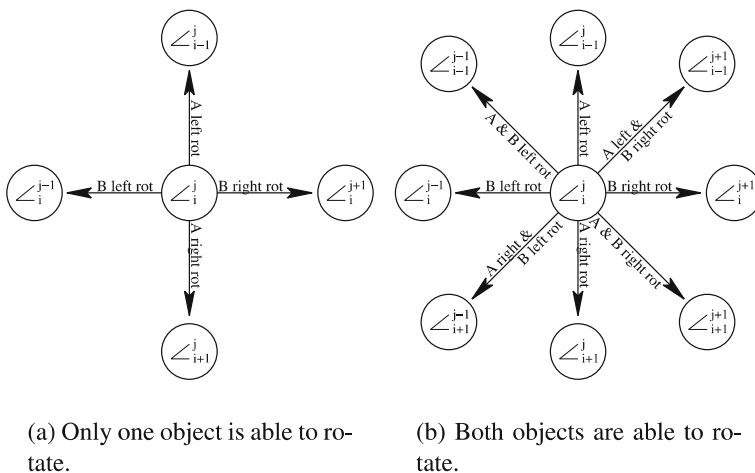 ∠ j i−1
A left rot
∠ j−1 i
B left rot
∠ j i
B right rot
∠ j+1 i
A right rot
∠ j i+1
(a) Only one object is able to ro-
tate.
∠ j−1 i−1
∠ j i−1
∠ j+1 i−1
A & B left rot
A left rot
A left &
B right rot
∠ j−1 i
B left rot
∠ j i
B right rot
∠ j+1 i
A right &
B left rot
A right rot
A & B right rot
∠ j−1 i+1
∠ j i+1
∠ j+1 i+1
(b) Both objects are able to ro-
tate.